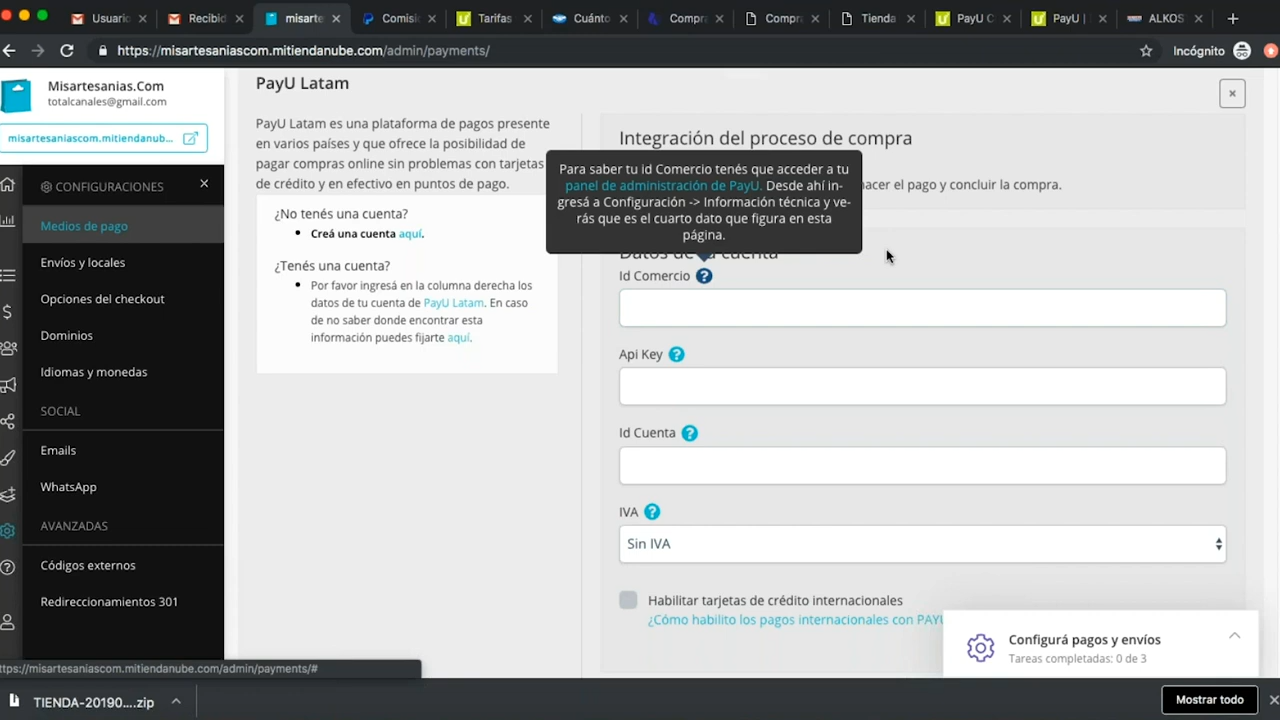 Usuario
Recibid
misarte
Comisi
Tarifas
Cuánto
Compra
Compra
Tienda
PayU C
PayU |
ALKOS
https://misartesaniascom.mitiendanube.com/admin/payments/
Incógnito
Misartesanias.Com
totalcanales@gmail.com
misartesaniascom.mitiendanub...
CONFIGURACIONES
Medios de pago
Envíos y locales
Opciones del checkout
Dominios
Idiomas y monedas
SOCIAL
Emails
WhatsApp
AVANZADAS
Códigos externos
Redireccionamientos 301
PayU Latam
PayU Latam es una plataforma de pagos presente
en varios países y que ofrece la posibilidad de
pagar compras online sin problemas con tarjetas
de crédito y en efectivo en puntos de pago.
¿No tenés una cuenta?
Creá una cuenta aquí.
¿Tenés una cuenta?
Por favor ingresá en la columna derecha los
datos de tu cuenta de PayU Latam. En caso
de no saber donde encontrar esta
información puedes fijarte aquí.
Integración del proceso de compra
hacer el pago y concluir la compra.
Para saber tu id Comercio tenés que acceder a tu
panel de administración de PayU. Desde ahí in-
gresá a Configuración -> Información técnica y ve-
rás que es el cuarto dato que figura en esta
página.
Datos de tu cuenta
Id Comercio ?
Api Key ?
Id Cuenta ?
IVA ?
Sin IVA
Habilitar tarjetas de crédito internacionales
¿Cómo habilito los pagos internacionales con PAYU
Configurá pagos y envíos
Tareas completadas: 0 de 3
ttps://misartesaniascom.mitiendanube.com/admin/payments/#
TIENDA-20190....zip
Mostrar todo